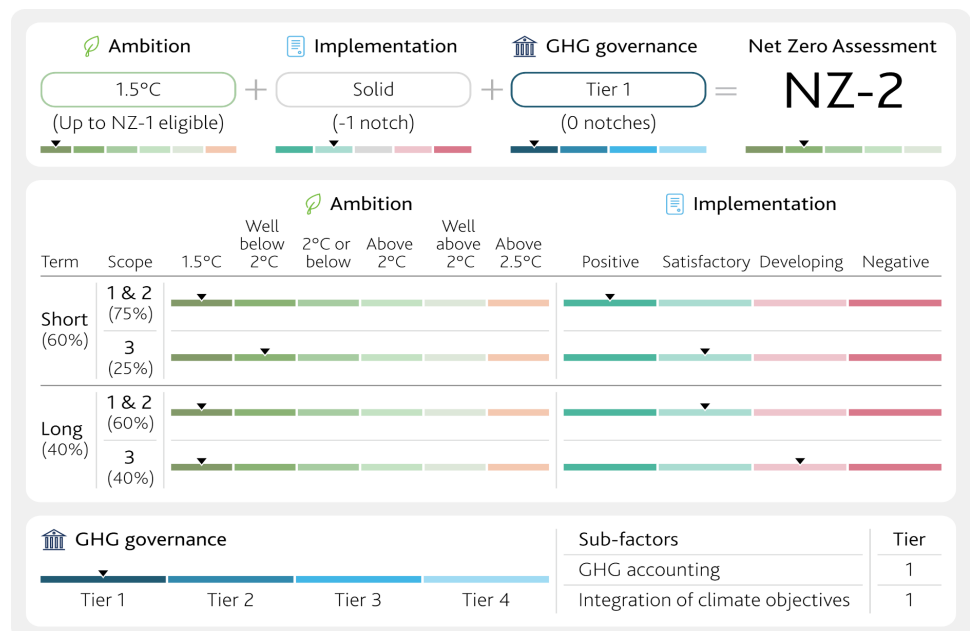 Ambition
Implementation
GHG governance
Net Zero Assessment
1.5°C
+
Solid
+
Tier 1
=
NZ-2
(Up to NZ-1 eligible)
(-1 notch)
(0 notches)
Ambition
Implementation
Term
Scope
1.5°C
Well
below
2°C
2°C or
below
Above
2°C
Well
above
2°C
Above
2.5°C
Positive
Satisfactory
Developing
Negative
Short
(60%)
1 & 2
(75%)
3
(25%)
Long
(40%)
1 & 2
(60%)
3
(40%)
GHG governance
Tier 1
Tier 2
Tier 3
Tier 4
Sub-factors
Tier
GHG accounting
1
Integration of climate objectives
1